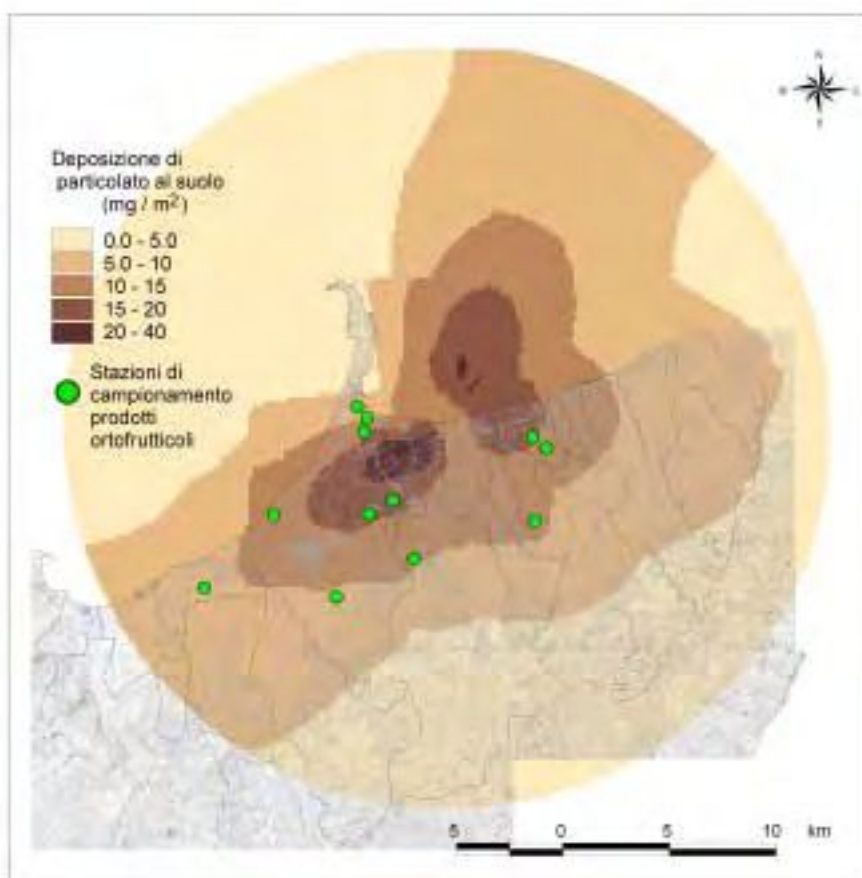 Deposizione di
particolato al suolo
(mg / m²)
0.0 - 5.0
5.0 - 10
10 - 15
15 - 20
20 - 40
Stazioni di
campionamento
prodotti
ortofrutticoli
5 0 5 10 km